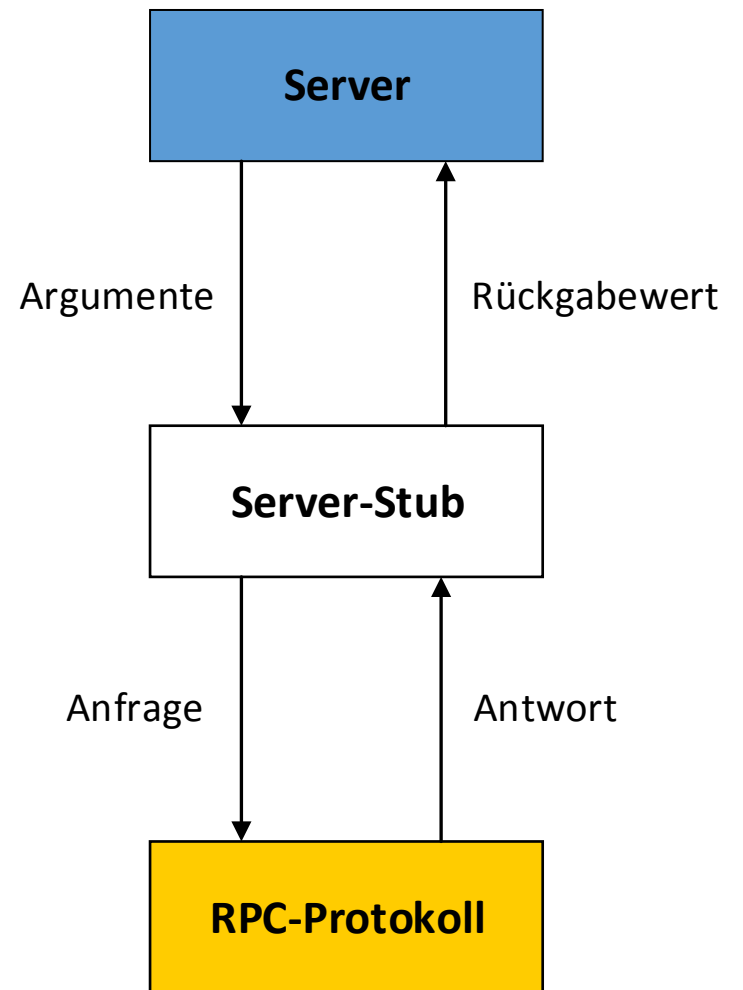 Server
Argumente
Rückgabewert
Server-Stub
Anfrage
Antwort
RPC-Protokoll